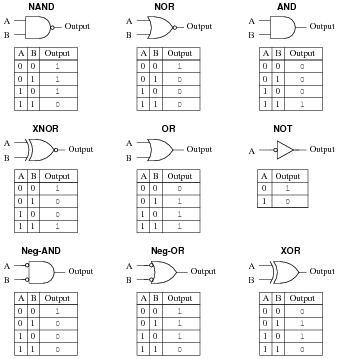 NAND
A
B
Output
A B Output
0 0 1
0 1 1
1 0 1
1 1 0
NOR
A
B
Output
A B Output
0 0 1
0 1 0
1 0 0
1 1 0
AND
A
B
Output
A B Output
0 0 0
0 1 0
1 0 0
1 1 1
XNOR
A
B
Output
A B Output
0 0 1
0 1 0
1 0 0
1 1 1
OR
A
B
Output
A B Output
0 0 0
0 1 1
1 0 1
1 1 1
NOT
A
Output
A Output
0 1
1 0
Neg-AND
A
B
Output
A B Output
0 0 1
0 1 0
1 0 0
1 1 0
Neg-OR
A
B
Output
A B Output
0 0 1
0 1 1
1 0 1
1 1 0
XOR
A
B
Output
A B Output
0 0 0
0 1 1
1 0 1
1 1 0